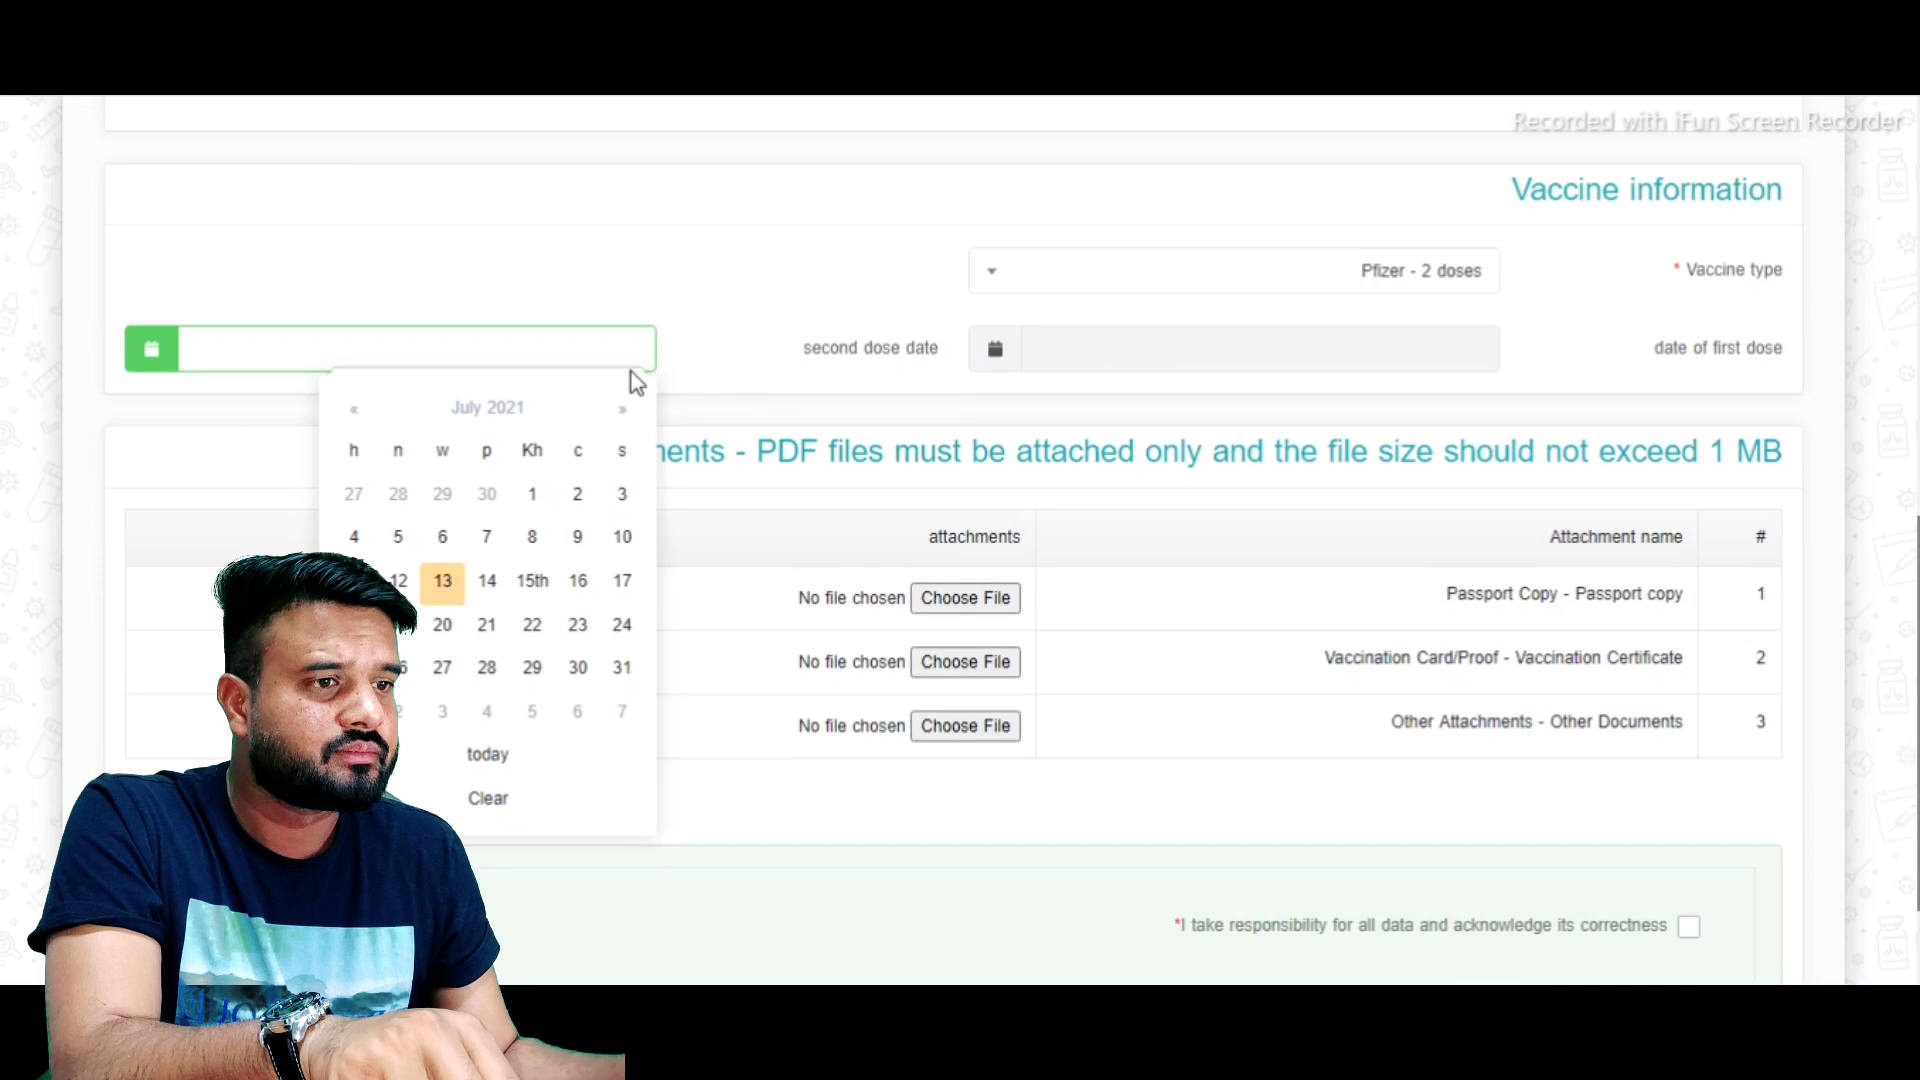 Recorded with iFun Screen Recorder
Vaccine information
Pfizer - 2 doses
* Vaccine type
second dose date
date of first dose
« July 2021 »
h n w p Kh c s
27 28 29 30 1 2 3
4 5 6 7 8 9 10
12 13 14 15th 16 17
20 21 22 23 24
6 27 28 29 30 31
2 3 4 5 6 7
today
Clear
ents - PDF files must be attached only and the file size should not exceed 1 MB
attachments Attachment name #
No file chosen Choose File Passport Copy - Passport copy 1
No file chosen Choose File Vaccination Card/Proof - Vaccination Certificate 2
No file chosen Choose File Other Attachments - Other Documents 3
*I take responsibility for all data and acknowledge its correctness